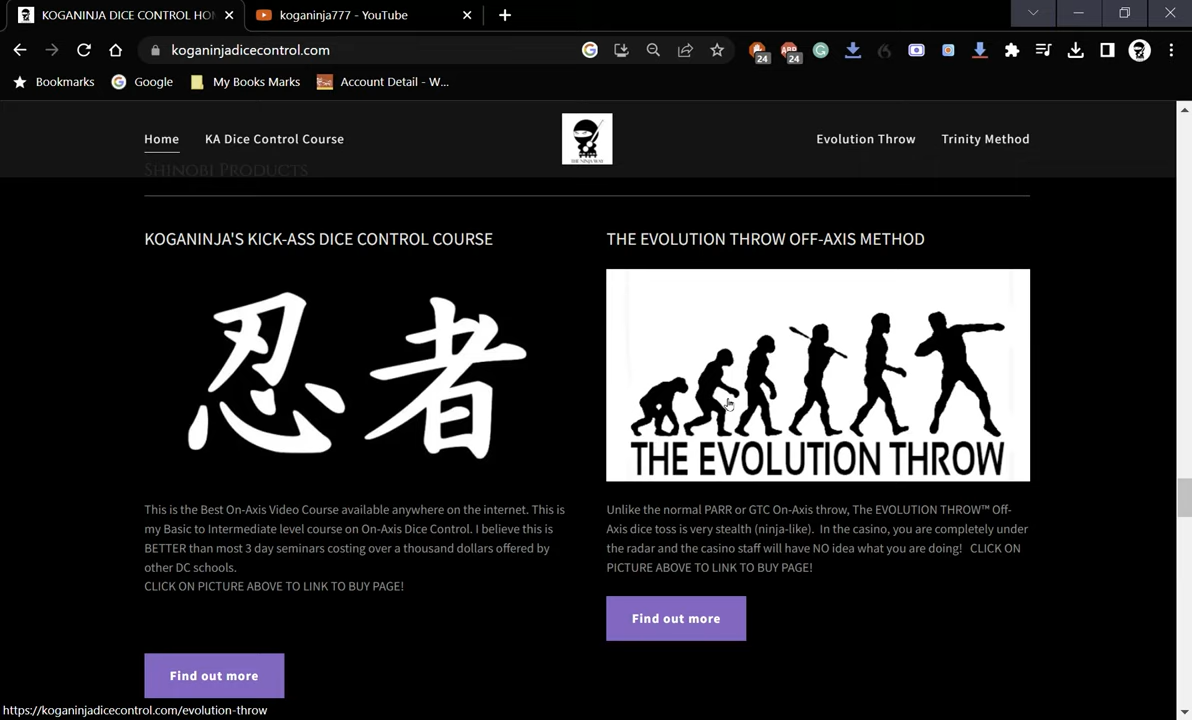 KOGANINJA DICE CONTROL HO
koganinja777 - YouTube
koganinjadicecontrol.com
24
24
Bookmarks
Google
My Books Marks
Account Detail - W...
Home
KA Dice Control Course
THE NINJA WAY
Evolution Throw
Trinity Method
SHINOBI PRODUCTS
KOGANINJA'S KICK-ASS DICE CONTROL COURSE
忍者
This is the Best On-Axis Video Course available anywhere on the internet. This is
my Basic to Intermediate level course on On-Axis Dice Control. I believe this is
BETTER than most 3 day seminars costing over a thousand dollars offered by
other DC schools.
CLICK ON PICTURE ABOVE TO LINK TO BUY PAGE!
Find out more
THE EVOLUTION THROW OFF-AXIS METHOD
THE EVOLUTION THROW
Unlike the normal PARR or GTC On-Axis throw, The EVOLUTION THROW™ Off-
Axis dice toss is very stealth (ninja-like).  In the casino, you are completely under
the radar and the casino staff will have NO idea what you are doing!   CLICK ON
PICTURE ABOVE TO LINK TO BUY PAGE!
Find out more
https://koganinjadicecontrol.com/evolution-throw